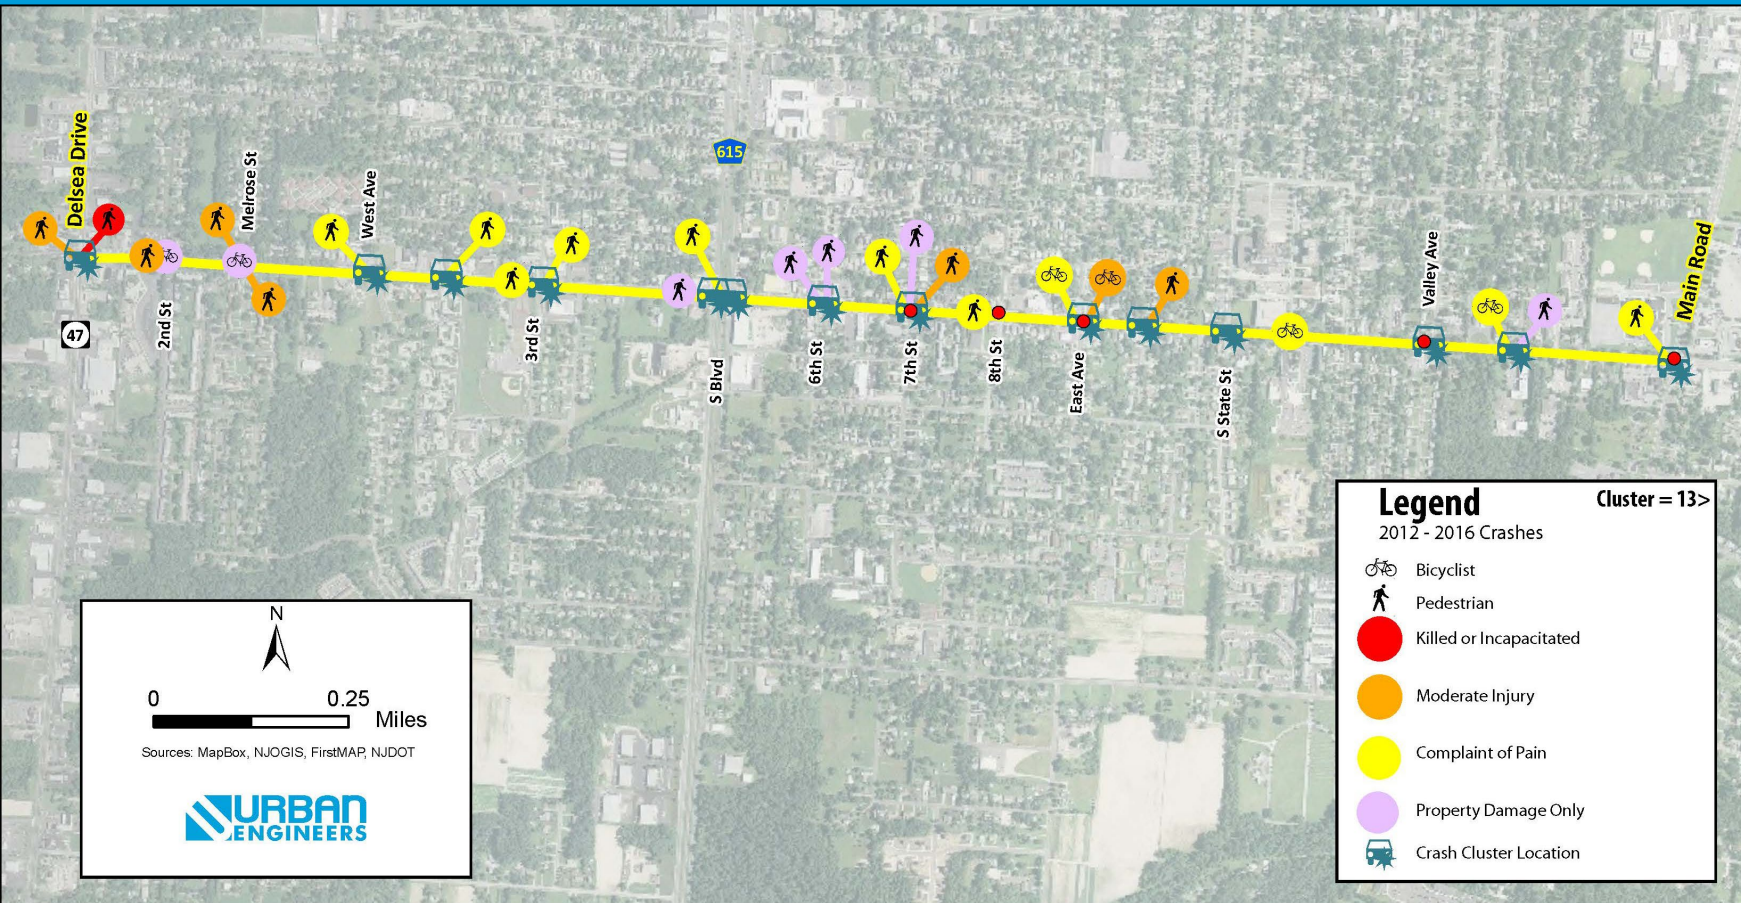 615
Delsea Drive
Melrose St
West Ave
Valley Ave
Main Road
47
2nd St
3rd St
S Blvd
6th St
7th St
8th St
East Ave
S State St
Legend
Cluster = 13>
2012 - 2016 Crashes
Bicyclist
Pedestrian
Killed or Incapacitated
Moderate Injury
Complaint of Pain
Property Damage Only
Crash Cluster Location
N
0 0.25
Miles
Sources: MapBox, NJOGIS, FirstMAP, NJDOT
URBAN
ENGINEERS